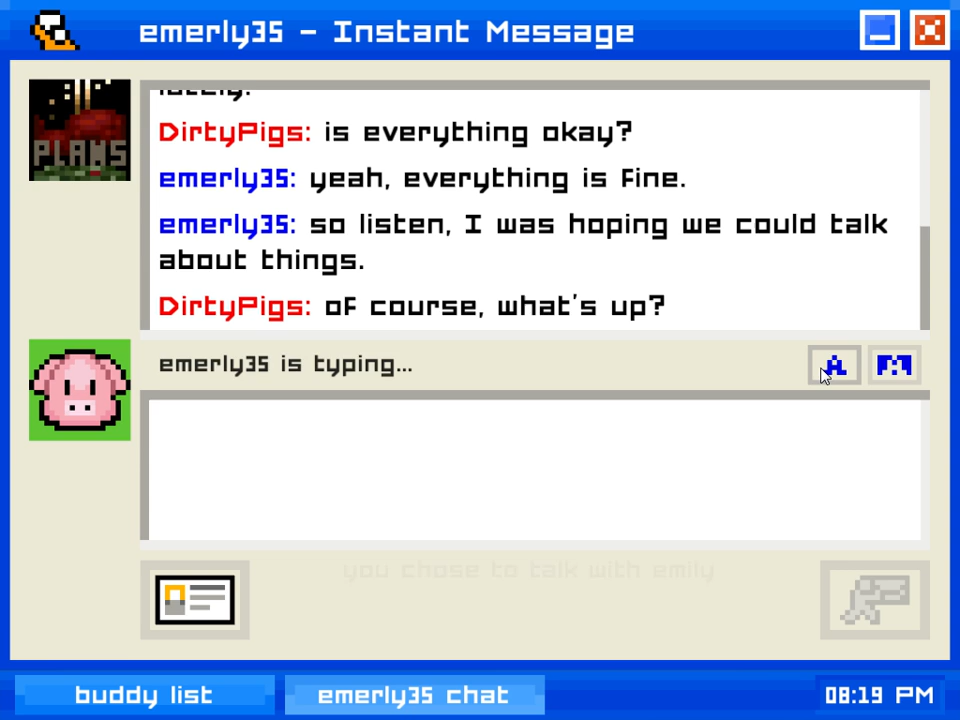 emerly35 - Instant Message
lately.
DirtyPigs: is everything okay?
emerly35: yeah, everything is fine.
emerly35: so listen, I was hoping we could talk
about things.
DirtyPigs: of course, what's up?
emerly35 is typing...
A
you chose to talk with emily
buddy list
emerly35 chat
08:19 PM